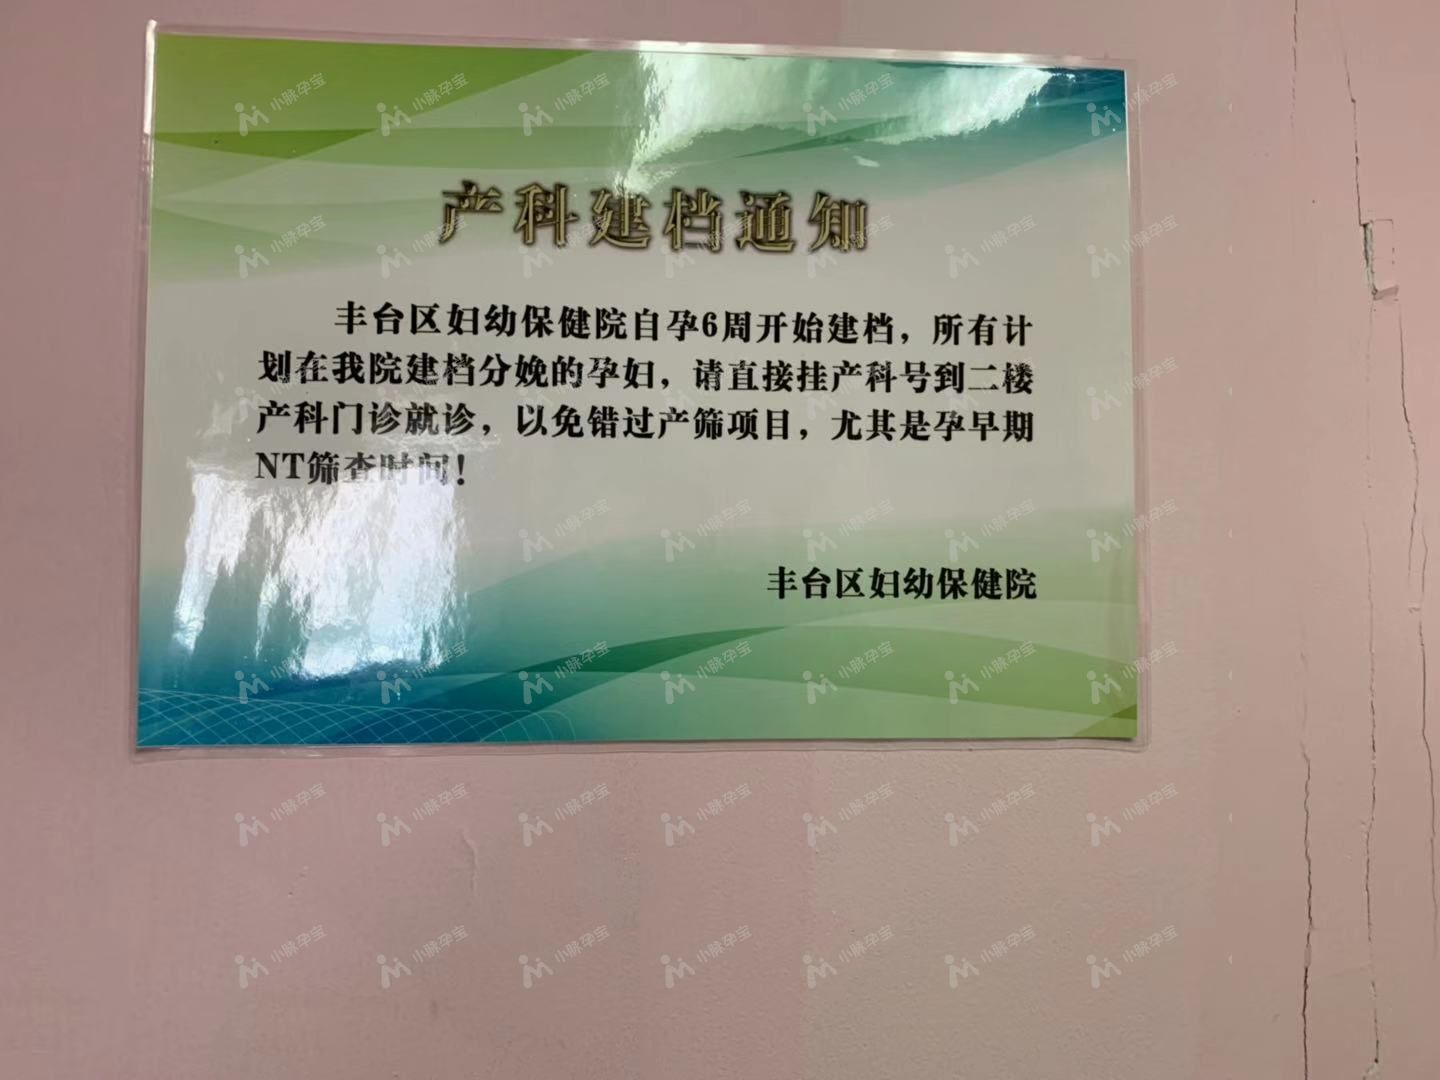 产科建档通知
丰台区妇幼保健院自孕6周开始建档，所有计
划在我院建档分娩的孕妇，请直接挂产科号到二楼
产科门诊就诊，以免错过产筛项目，尤其是孕早期
NT筛查时间！
丰台区妇幼保健院
小脉孕宝